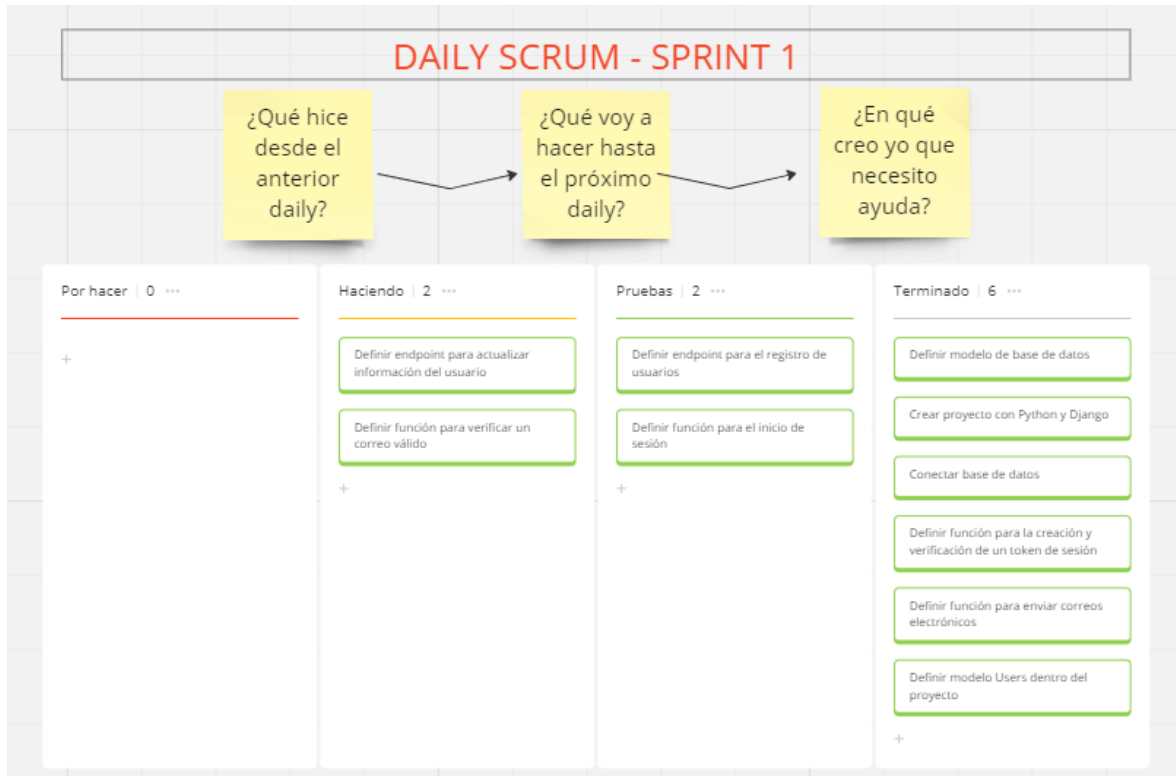 DAILY SCRUM - SPRINT 1
¿Qué hice
desde el
anterior
daily?
¿Qué voy a
hacer hasta
el próximo
daily?
¿En qué
creo yo que
necesito
ayuda?
Por hacer | 0 ···
+
Haciendo | 2 ···
Definir endpoint para actualizar
información del usuario
Definir función para verificar un
correo válido
+
Pruebas | 2 ···
Definir endpoint para el registro de
usuarios
Definir función para el inicio de
sesión
+
Terminado | 6 ···
Definir modelo de base de datos
Crear proyecto con Python y Django
Conectar base de datos
Definir función para la creación y
verificación de un token de sesión
Definir función para enviar correos
electrónicos
Definir modelo Users dentro del
proyecto
+